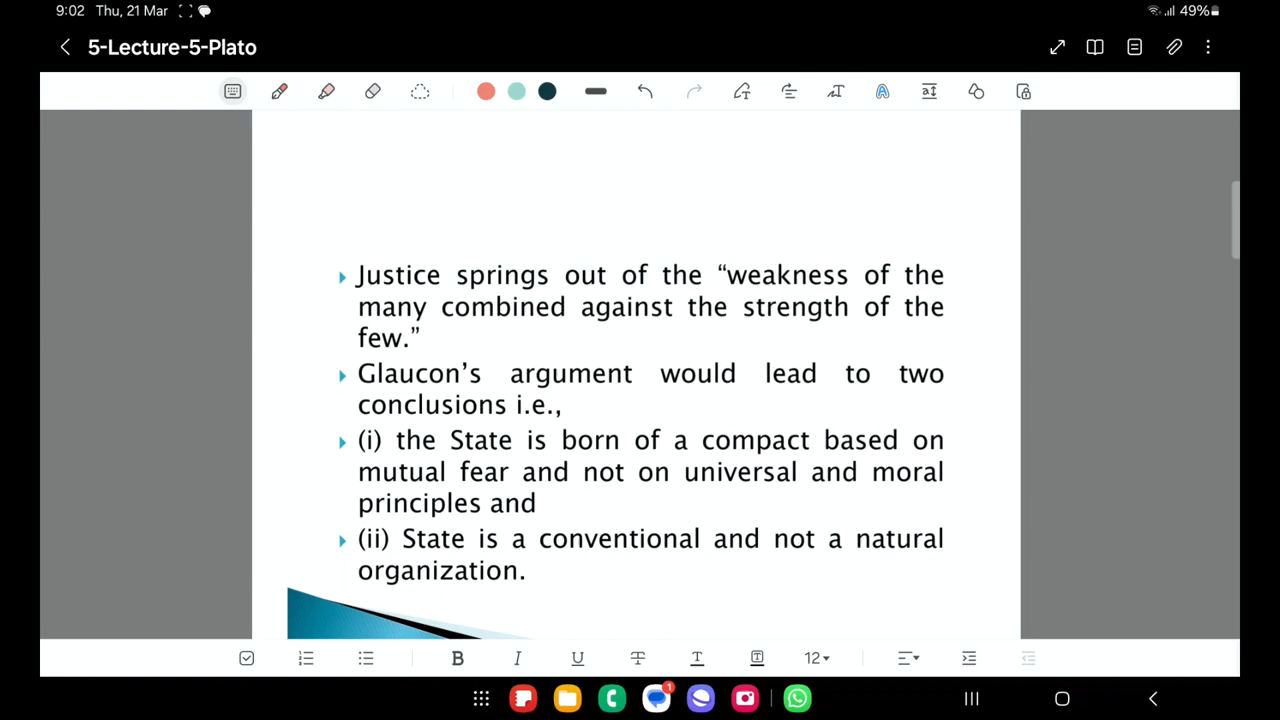 9:02 Thu, 21 Mar
49%
5-Lecture-5-Plato
Justice springs out of the “weakness of the
many combined against the strength of the
few.”
Glaucon’s argument would lead to two
conclusions i.e.,
(i) the State is born of a compact based on
mutual fear and not on universal and moral
principles and
(ii) State is a conventional and not a natural
organization.
B I U T T T 12
1